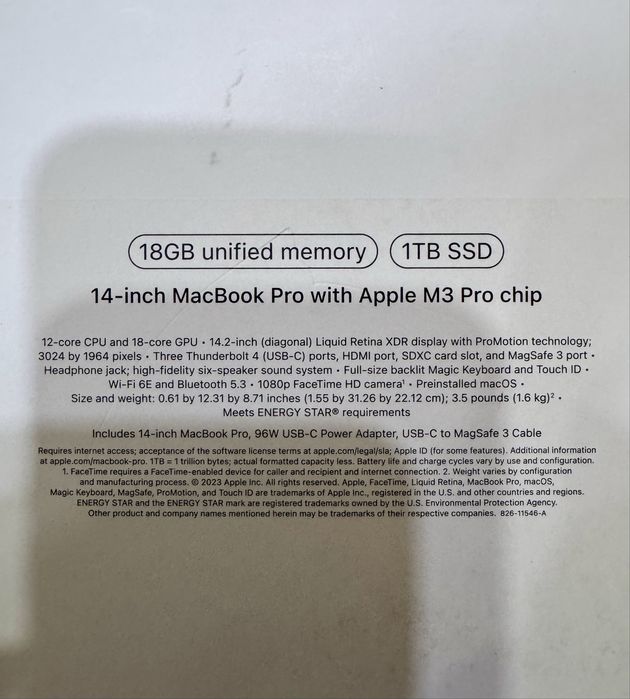 18GB unified memory 1TB SSD
14-inch MacBook Pro with Apple M3 Pro chip
12-core CPU and 18-core GPU • 14.2-inch (diagonal) Liquid Retina XDR display with ProMotion technology;
3024 by 1964 pixels • Three Thunderbolt 4 (USB-C) ports, HDMI port, SDXC card slot, and MagSafe 3 port •
Headphone jack; high-fidelity six-speaker sound system • Full-size backlit Magic Keyboard and Touch ID •
Wi-Fi 6E and Bluetooth 5.3 • 1080p FaceTime HD camera¹ • Preinstalled macOS •
Size and weight: 0.61 by 12.31 by 8.71 inches (1.55 by 31.26 by 22.12 cm); 3.5 pounds (1.6 kg)² •
Meets ENERGY STAR® requirements
Includes 14-inch MacBook Pro, 96W USB-C Power Adapter, USB-C to MagSafe 3 Cable
Requires internet access; acceptance of the software license terms at apple.com/legal/sla; Apple ID (for some features). Additional information
at apple.com/macbook-pro. 1TB = 1 trillion bytes; actual formatted capacity less. Battery life and charge cycles vary by use and configuration.
1. FaceTime requires a FaceTime-enabled device for caller and recipient and internet connection. 2. Weight varies by configuration
and manufacturing process. © 2023 Apple Inc. All rights reserved. Apple, FaceTime, Liquid Retina, MacBook Pro, macOS,
Magic Keyboard, MagSafe, ProMotion, and Touch ID are trademarks of Apple Inc., registered in the U.S. and other countries and regions.
ENERGY STAR and the ENERGY STAR mark are registered trademarks owned by the U.S. Environmental Protection Agency.
Other product and company names mentioned herein may be trademarks of their respective companies. 826-11546-A